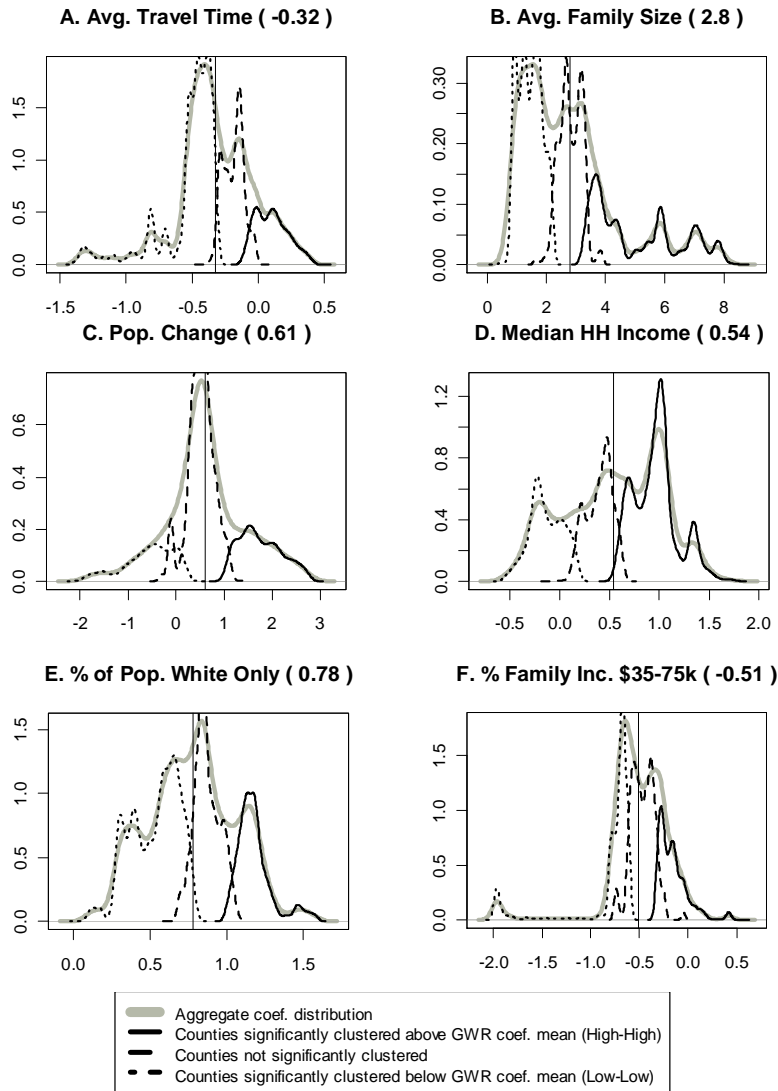 A. Avg. Travel Time ( -0.32 )
B. Avg. Family Size ( 2.8 )
0.0 0.5 1.0 1.5
-1.5 -1.0 -0.5 0.0 0.5
0.00 0.10 0.20 0.30
0 2 4 6 8
C. Pop. Change ( 0.61 )
D. Median HH Income ( 0.54 )
0.0 0.2 0.4 0.6
-2 -1 0 1 2 3
0.0 0.4 0.8 1.2
-0.5 0.0 0.5 1.0 1.5 2.0
E. % of Pop. White Only ( 0.78 )
F. % Family Inc. $35-75k ( -0.51 )
0.0 0.5 1.0 1.5
0.0 0.5 1.0 1.5
0.0 0.5 1.0 1.5
-2.0 -1.5 -1.0 -0.5 0.0 0.5
Aggregate coef. distribution
Counties significantly clustered above GWR coef. mean (High-High)
Counties not significantly clustered
Counties significantly clustered below GWR coef. mean (Low-Low)